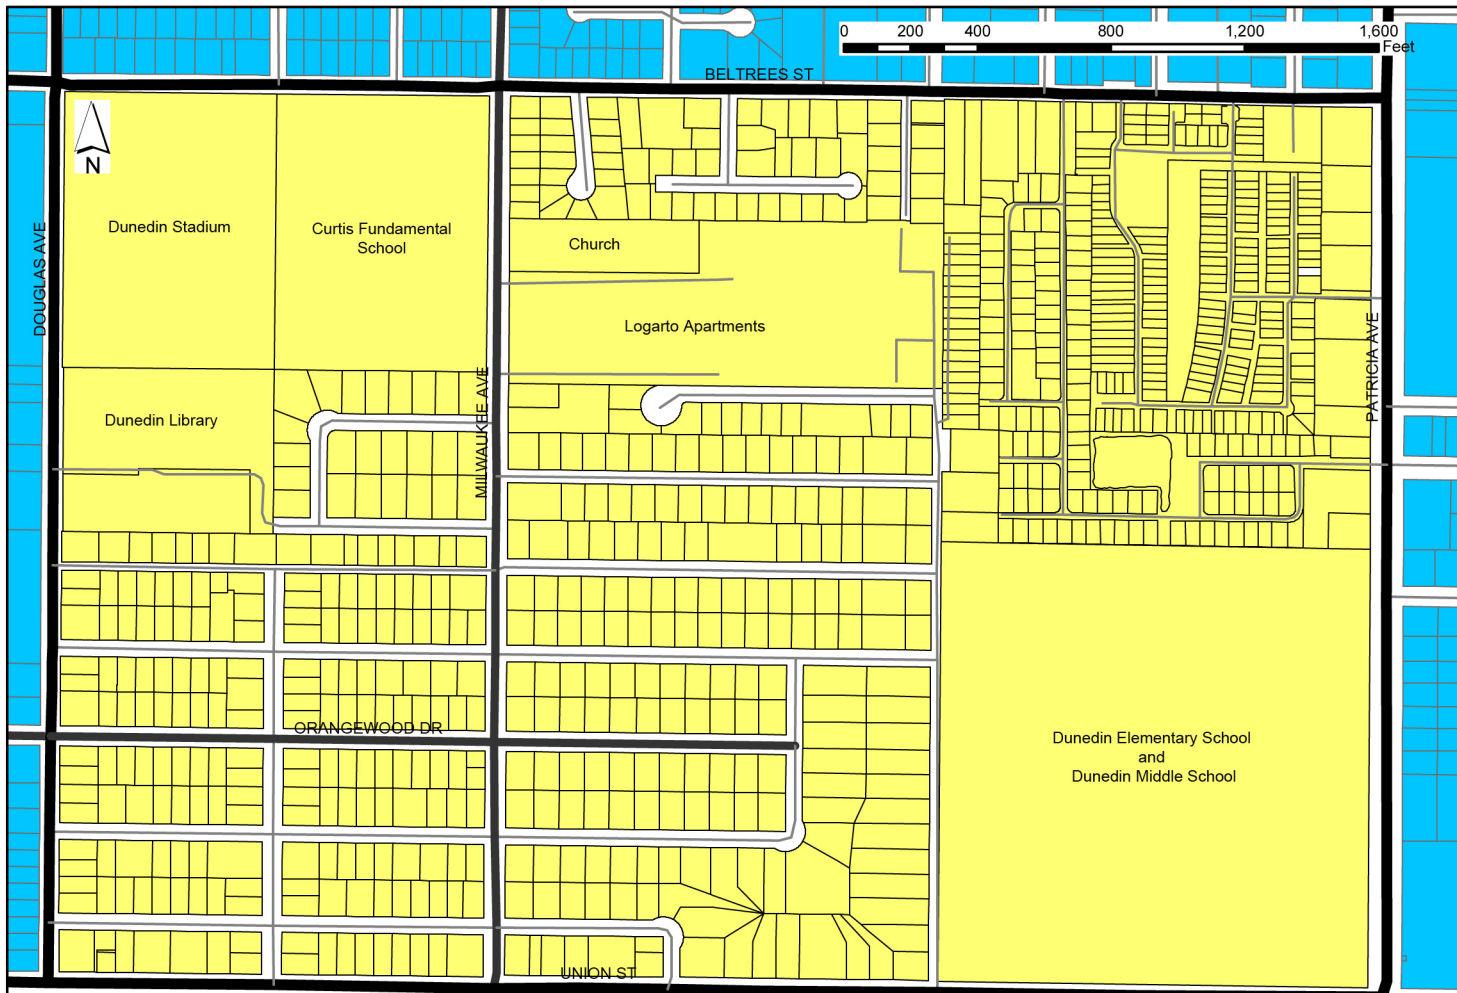 0 200 400 800 1,200 1,600
Feet
BELTREES ST
N
DOUGLAS AVE
Dunedin Stadium
Curtis Fundamental
School
Church
Logarto Apartments
PATRICIA AVE
MILWAUKEE AVE
Dunedin Library
ORANGEWOOD DR
Dunedin Elementary School
and
Dunedin Middle School
UNION ST